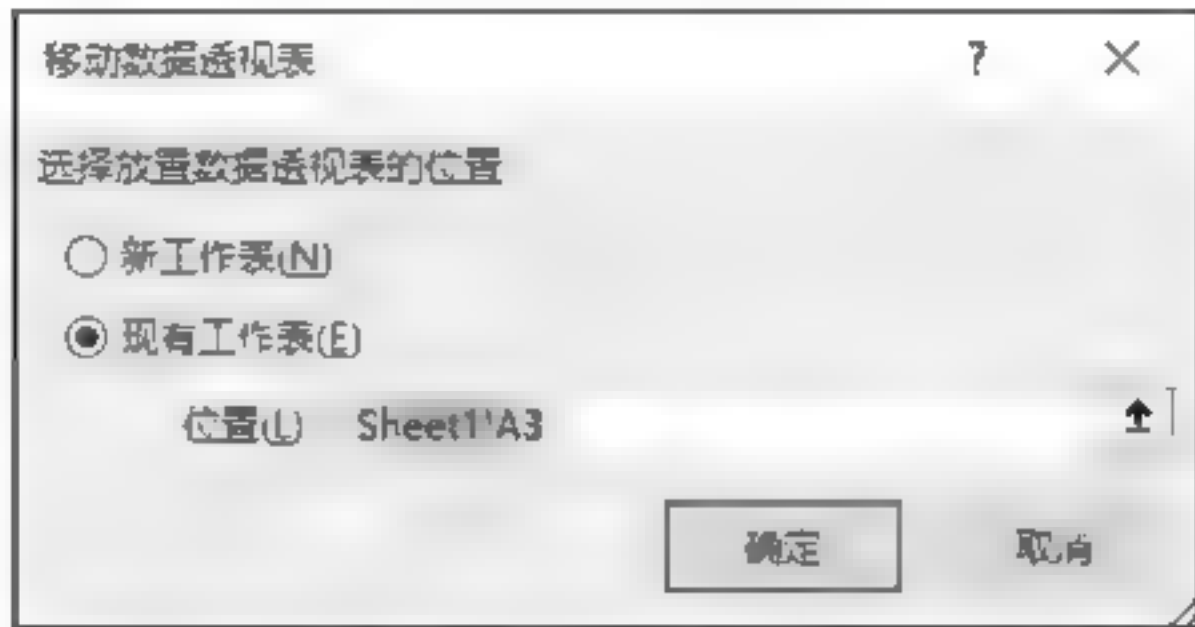 移动数据透视表 ?
选择放置数据透视表的位置
新工作表(N)
现有工作表(E)
位置(L) Sheet1!A3
确定 取消